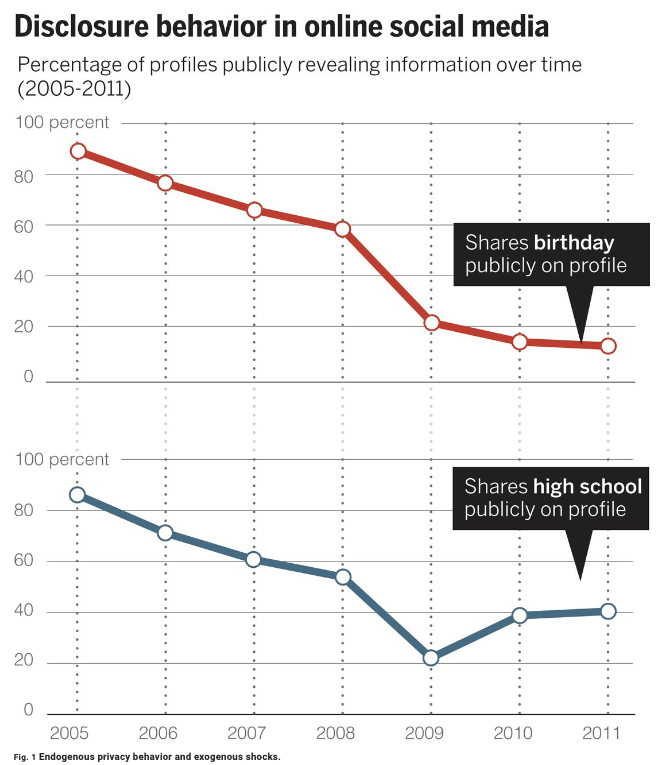 Disclosure behavior in online social media
Percentage of profiles publicly revealing information over time
(2005-2011)
100 percent
80
60
Shares birthday
publicly on profile
40
20
0
100 percent
Shares high school
publicly on profile
80
60
40
20
0
2005 2006 2007 2008 2009 2010 2011
Fig. 1 Endogenous privacy behavior and exogenous shocks.